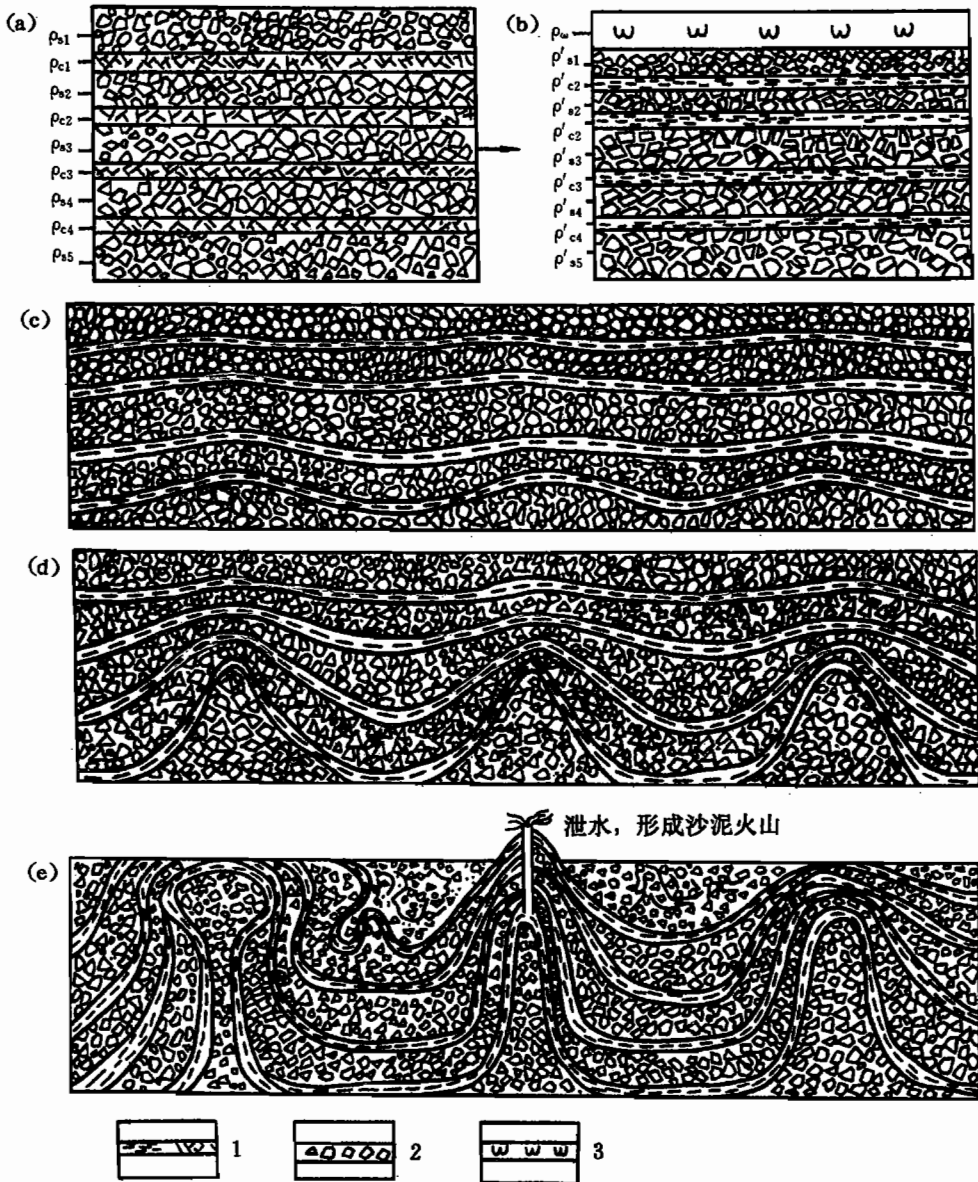 (a)
ρs1
ρc1
ρs2
ρc2
ρs3
ρc3
ρs4
ρc4
ρs5
(b)
ρω
ρ′s1
ρ′c2
ρ′s2
ρ′c2
ρ′s3
ρ′c3
ρ′s4
ρ′c4
ρ′s5
ω ω ω ω ω
(c)
(d)
泄水，形成沙泥火山
(e)
1
2
ω ω ω 3